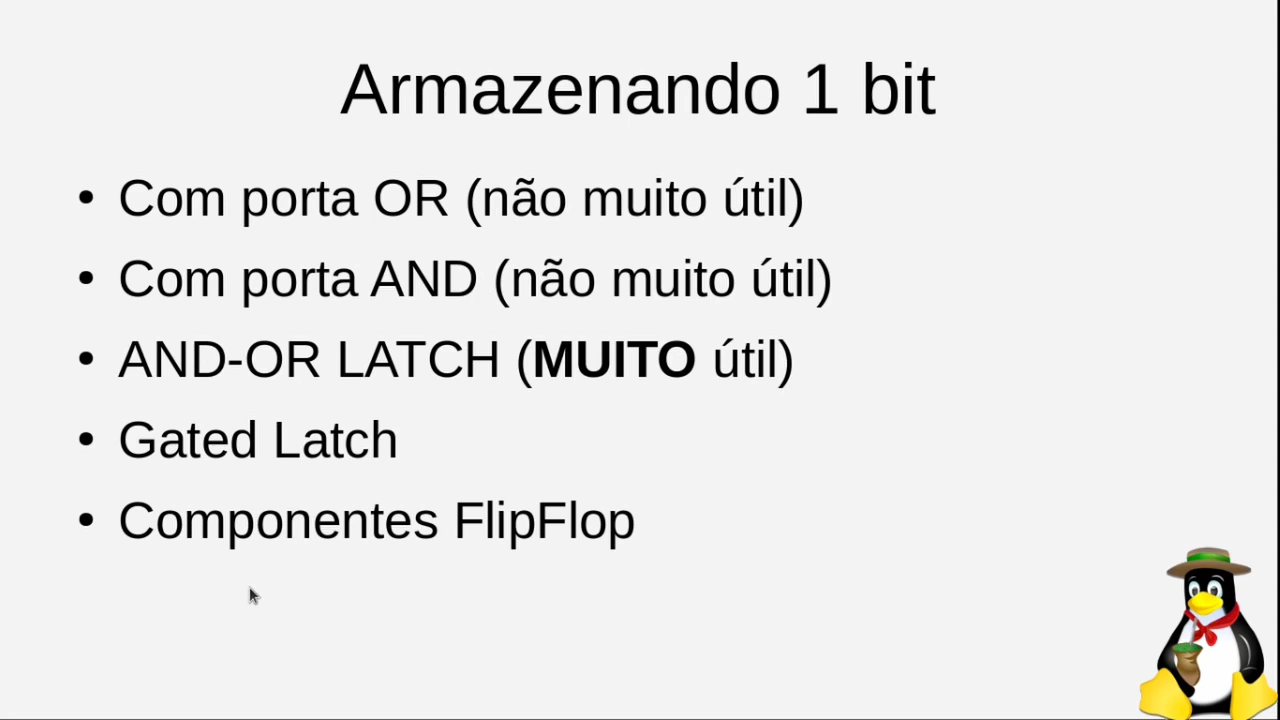 Armazenando 1 bit
• Com porta OR (não muito útil)
• Com porta AND (não muito útil)
• AND-OR LATCH (MUITO útil)
• Gated Latch
• Componentes FlipFlop